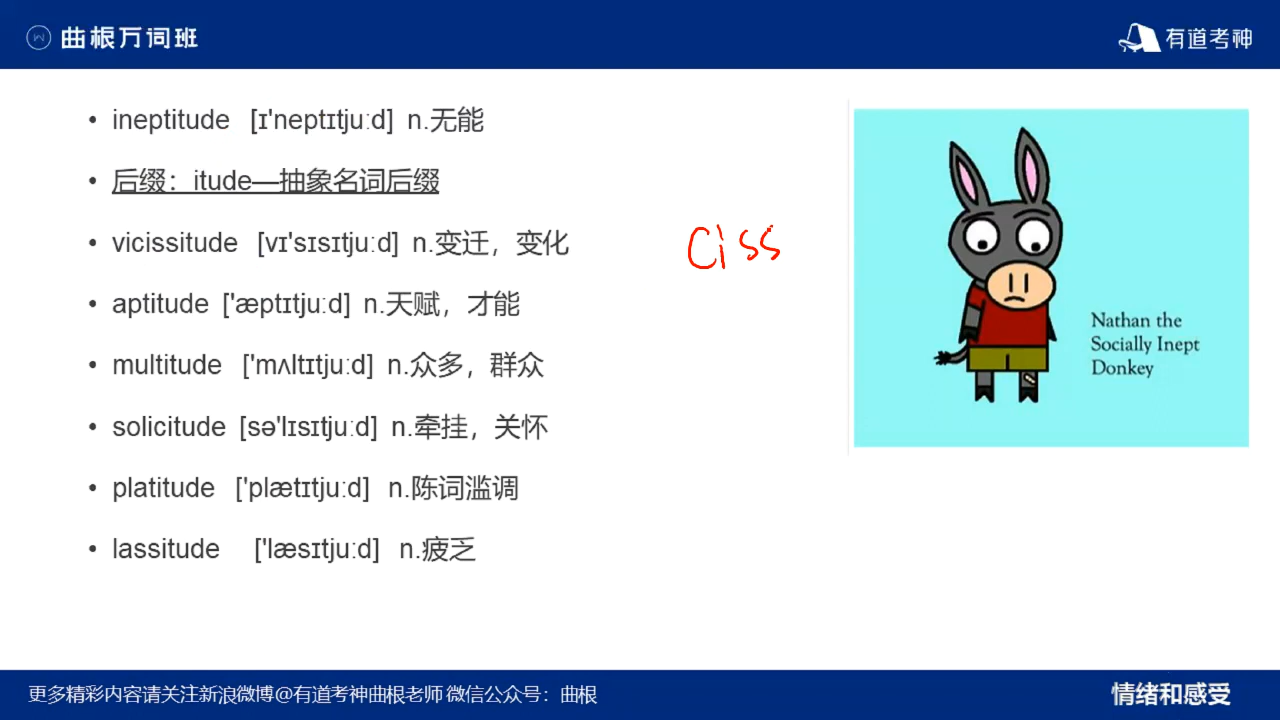 曲根万词班
有道考神
ineptitude [ɪ'neptɪtjuːd] n.无能
后缀：itude—抽象名词后缀
vicissitude [vɪ'sɪsɪtjuːd] n.变迁，变化
aptitude ['æptɪtjuːd] n.天赋，才能
multitude ['mʌltɪtjuːd] n.众多，群众
solicitude [sə'lɪsɪtjuːd] n.牵挂，关怀
platitude ['plætɪtjuːd] n.陈词滥调
lassitude ['læsɪtjuːd] n.疲乏
ciss
Nathan the
Socially Inept
Donkey
更多精彩内容请关注新浪微博@有道考神曲根老师 微信公众号：曲根
情绪和感受